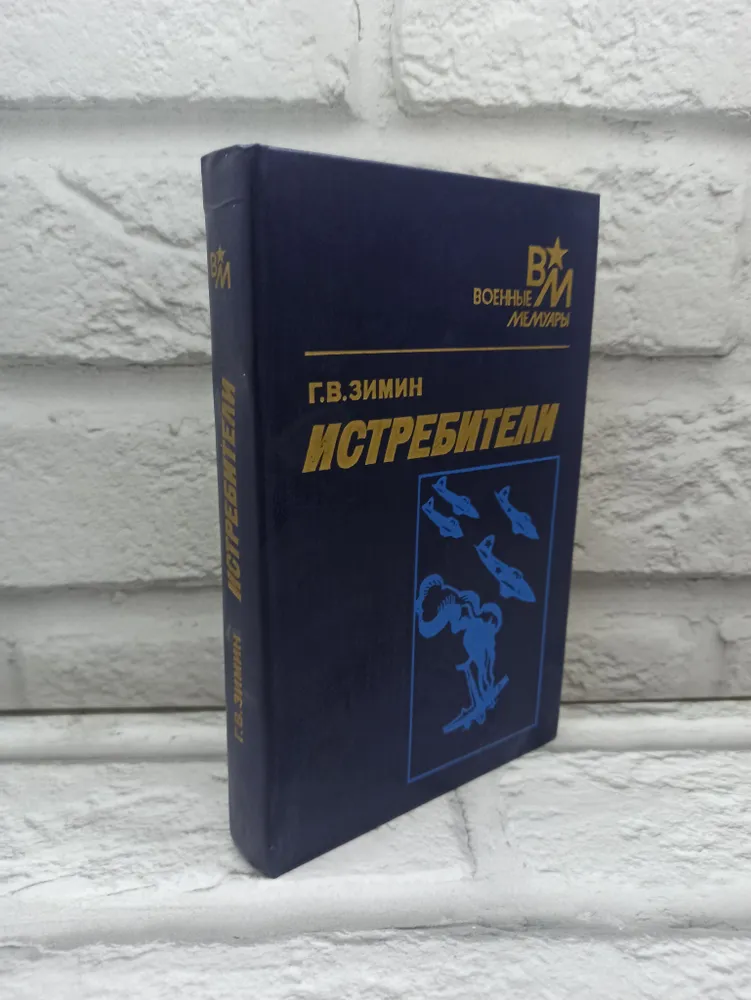 ВМ
ВОЕННЫЕ
МЕМУАРЫ
Г.В.ЗИМИН
ИСТРЕБИТЕЛИ
ВМ
ИСТРЕБИТЕЛИ
Г.В. ЗИМИН